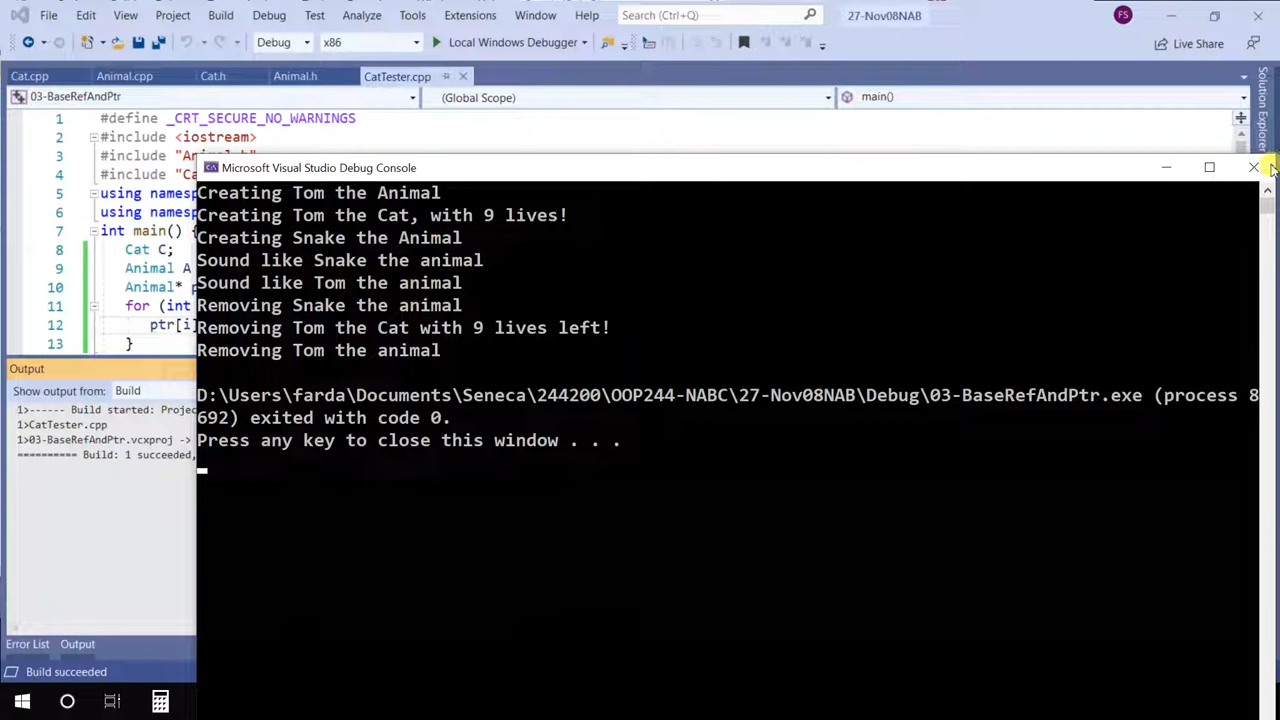 File Edit View Project Build Debug Test Analyze Tools Extensions Window Help Search (Ctrl+Q) 27-Nov08NAB FS
Debug x86 Local Windows Debugger Live Share
Cat.cpp Animal.cpp Cat.h Animal.h CatTester.cpp
03-BaseRefAndPtr (Global Scope) main()
Solution Explorer
1 #define _CRT_SECURE_NO_WARNINGS
2 #include <iostream>
3 #include "An
4 #include "Ca
5 using namesp
6 using namesp
7 int main() {
8 Cat C;
9 Animal A
10 Animal* p
11 for (int
12 ptr[i]
13 }
Microsoft Visual Studio Debug Console
Creating Tom the Animal
Creating Tom the Cat, with 9 lives!
Creating Snake the Animal
Sound like Snake the animal
Sound like Tom the animal
Removing Snake the animal
Removing Tom the Cat with 9 lives left!
Removing Tom the animal
D:\Users\farda\Documents\Seneca\244200\OOP244-NABC\27-Nov08NAB\Debug\03-BaseRefAndPtr.exe (process 8
692) exited with code 0.
Press any key to close this window . . .
Output
Show output from: Build
1>------ Build started: Projec
1>CatTester.cpp
1>03-BaseRefAndPtr.vcxproj ->
========== Build: 1 succeeded,
Error List Output
Build succeeded